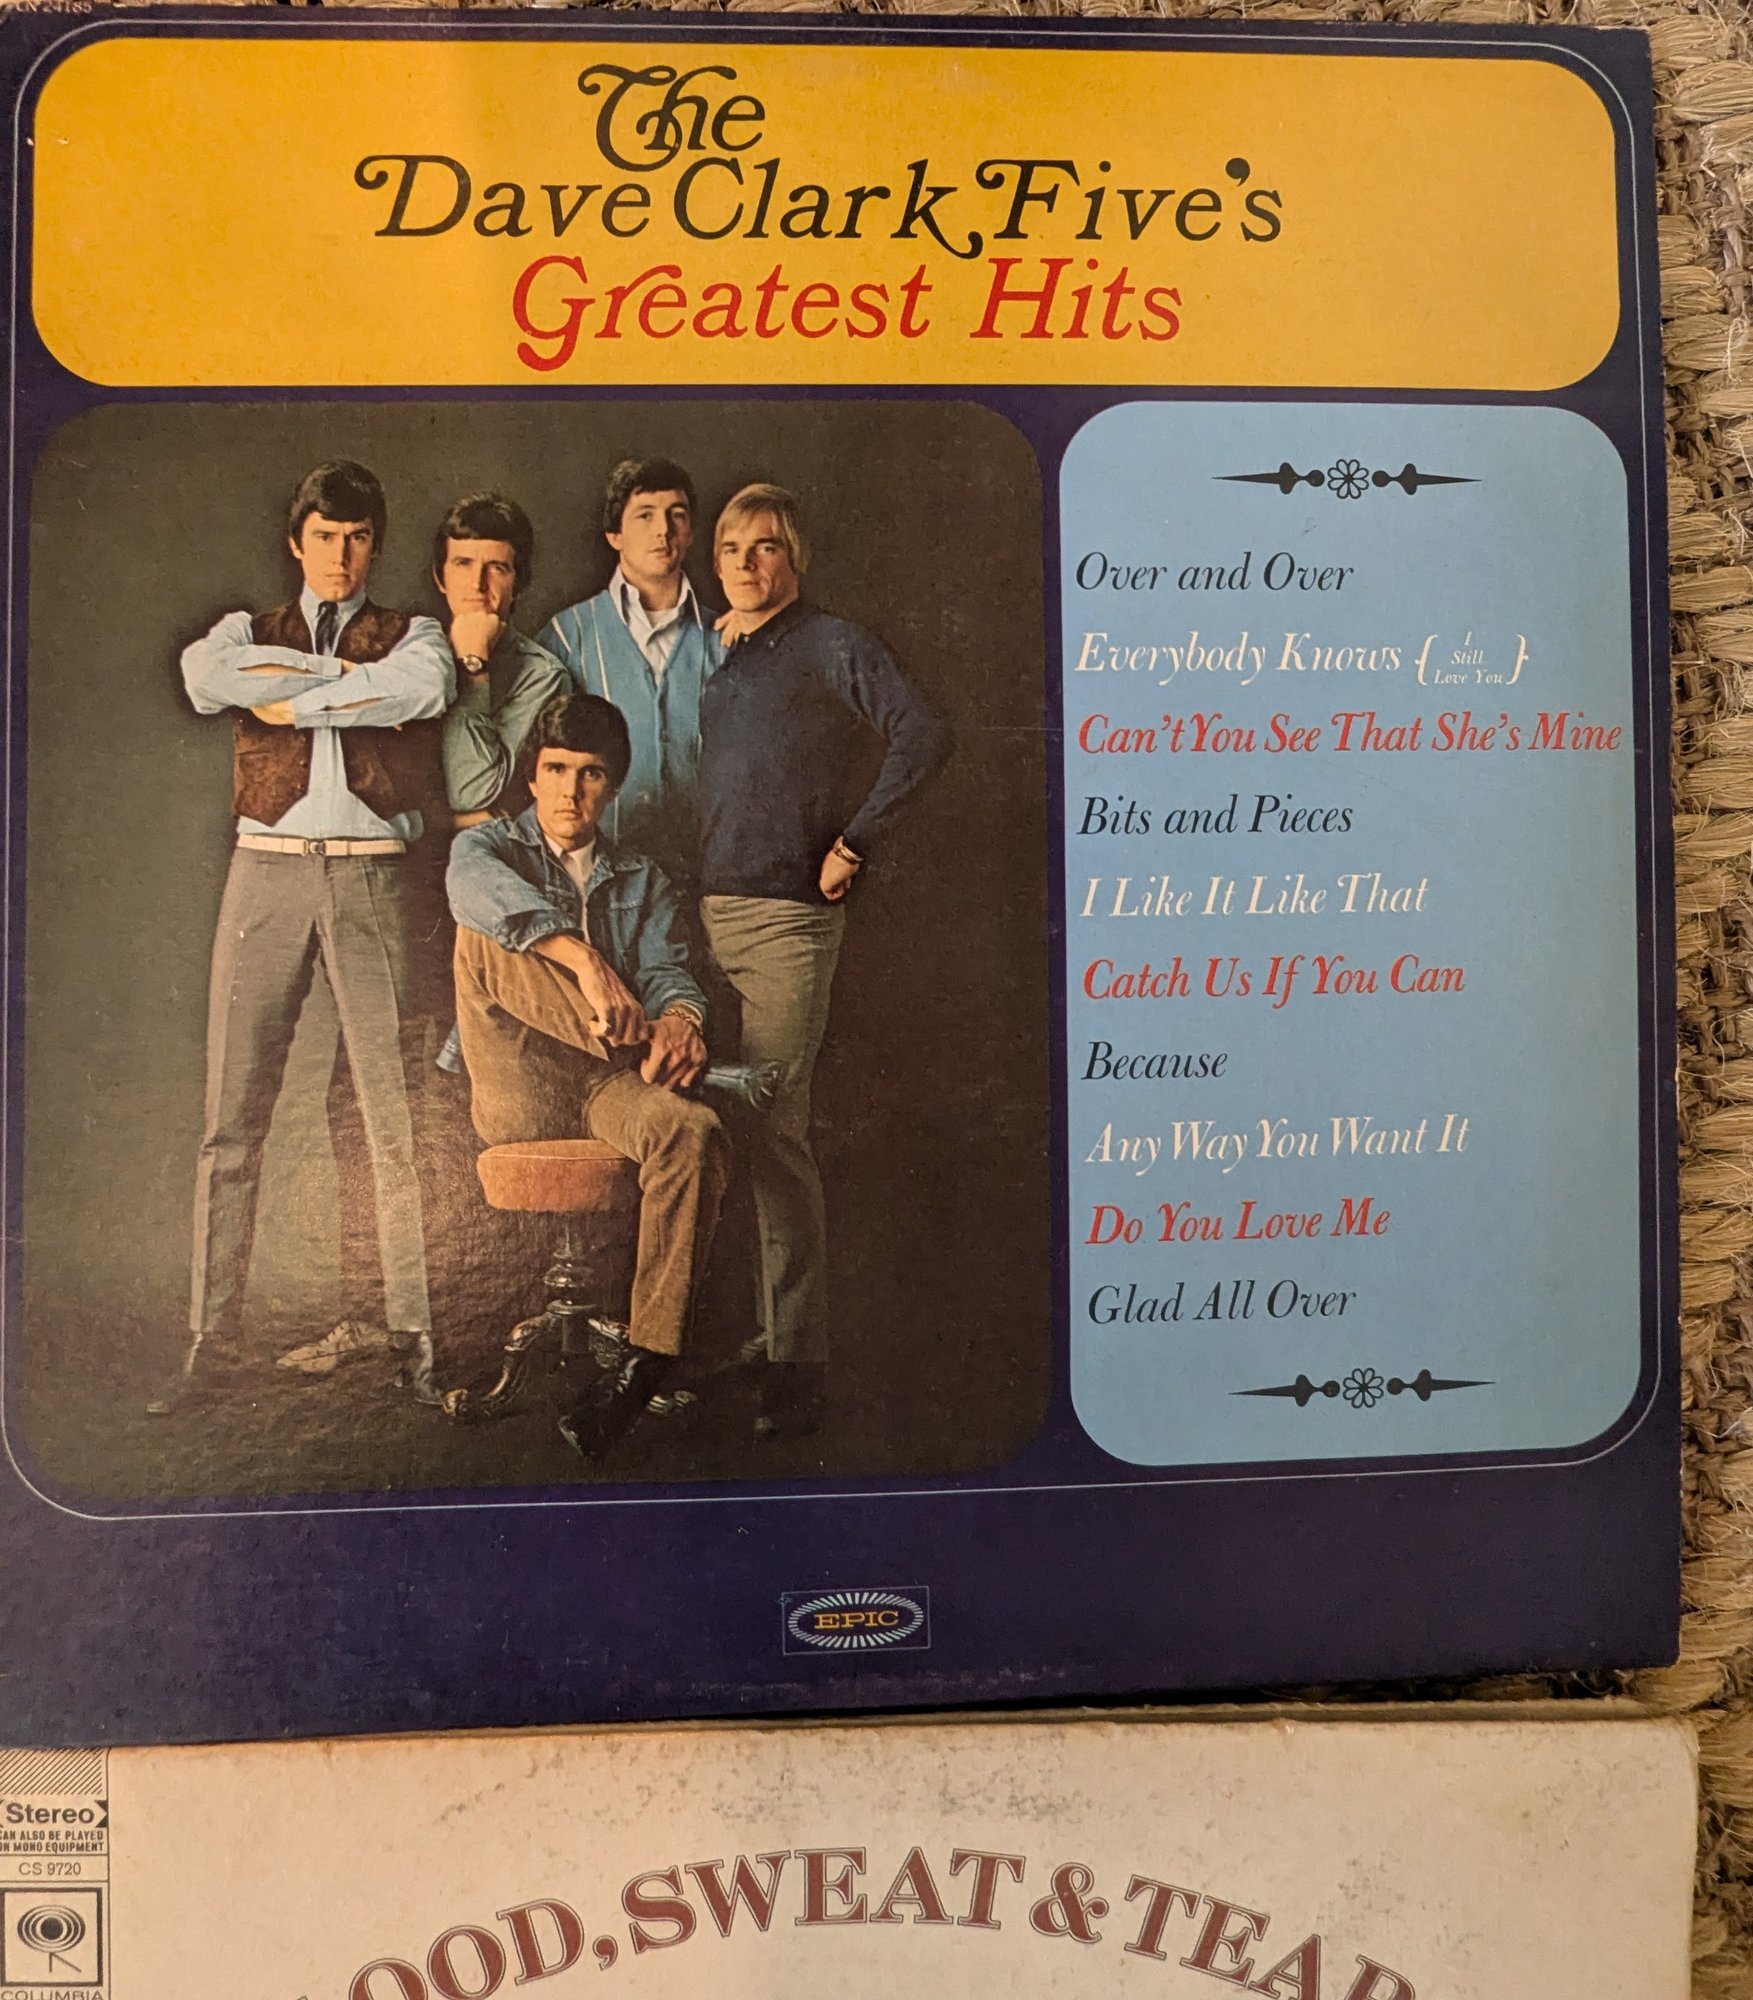 24185
The
Dave Clark Five's
Greatest Hits
Over and Over
Everybody Knows { I Still Love You }
Can't You See That She's Mine
Bits and Pieces
I Like It Like That
Catch Us If You Can
Because
Any Way You Want It
Do You Love Me
Glad All Over
EPIC
Stereo
CAN ALSO BE PLAYED
ON MONO EQUIPMENT
CS 9720
COLUMBIA
OOD, SWEAT & TEAR